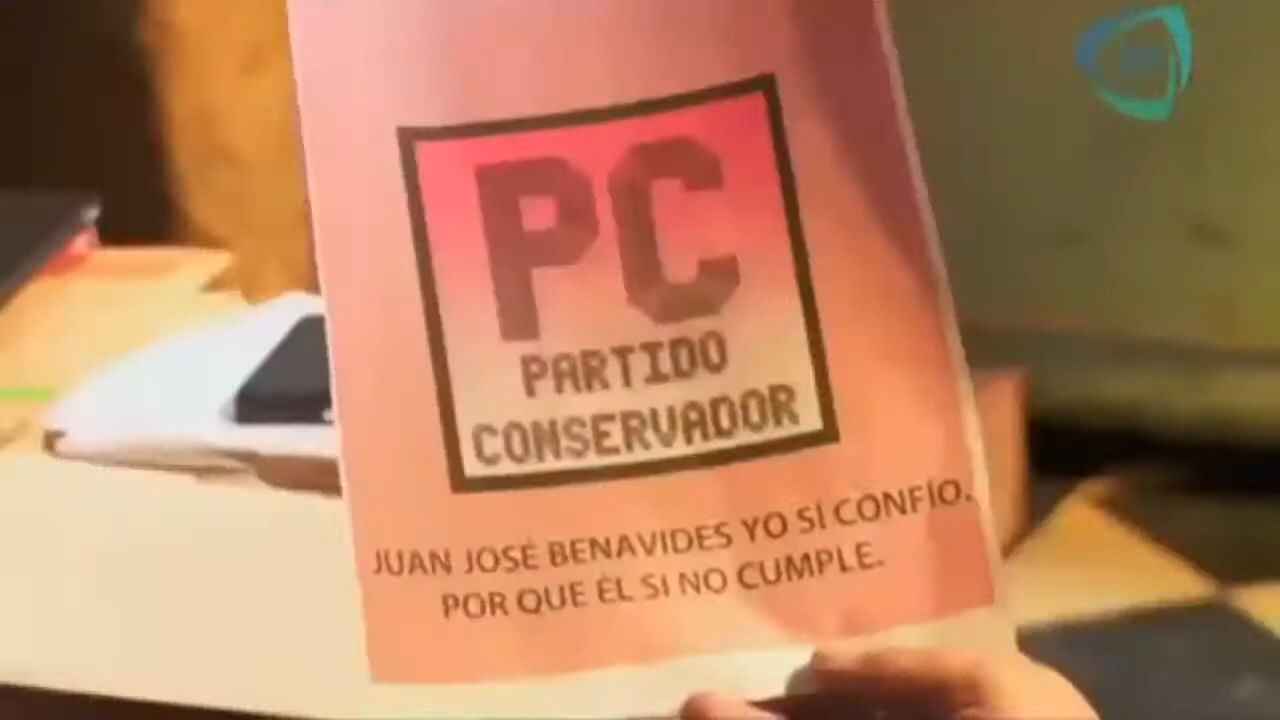 PC
PARTIDO
CONSERVADOR
JUAN JOSÉ BENAVIDES YO SÍ CONFÍO.
POR QUE ÉL SI NO CUMPLE.